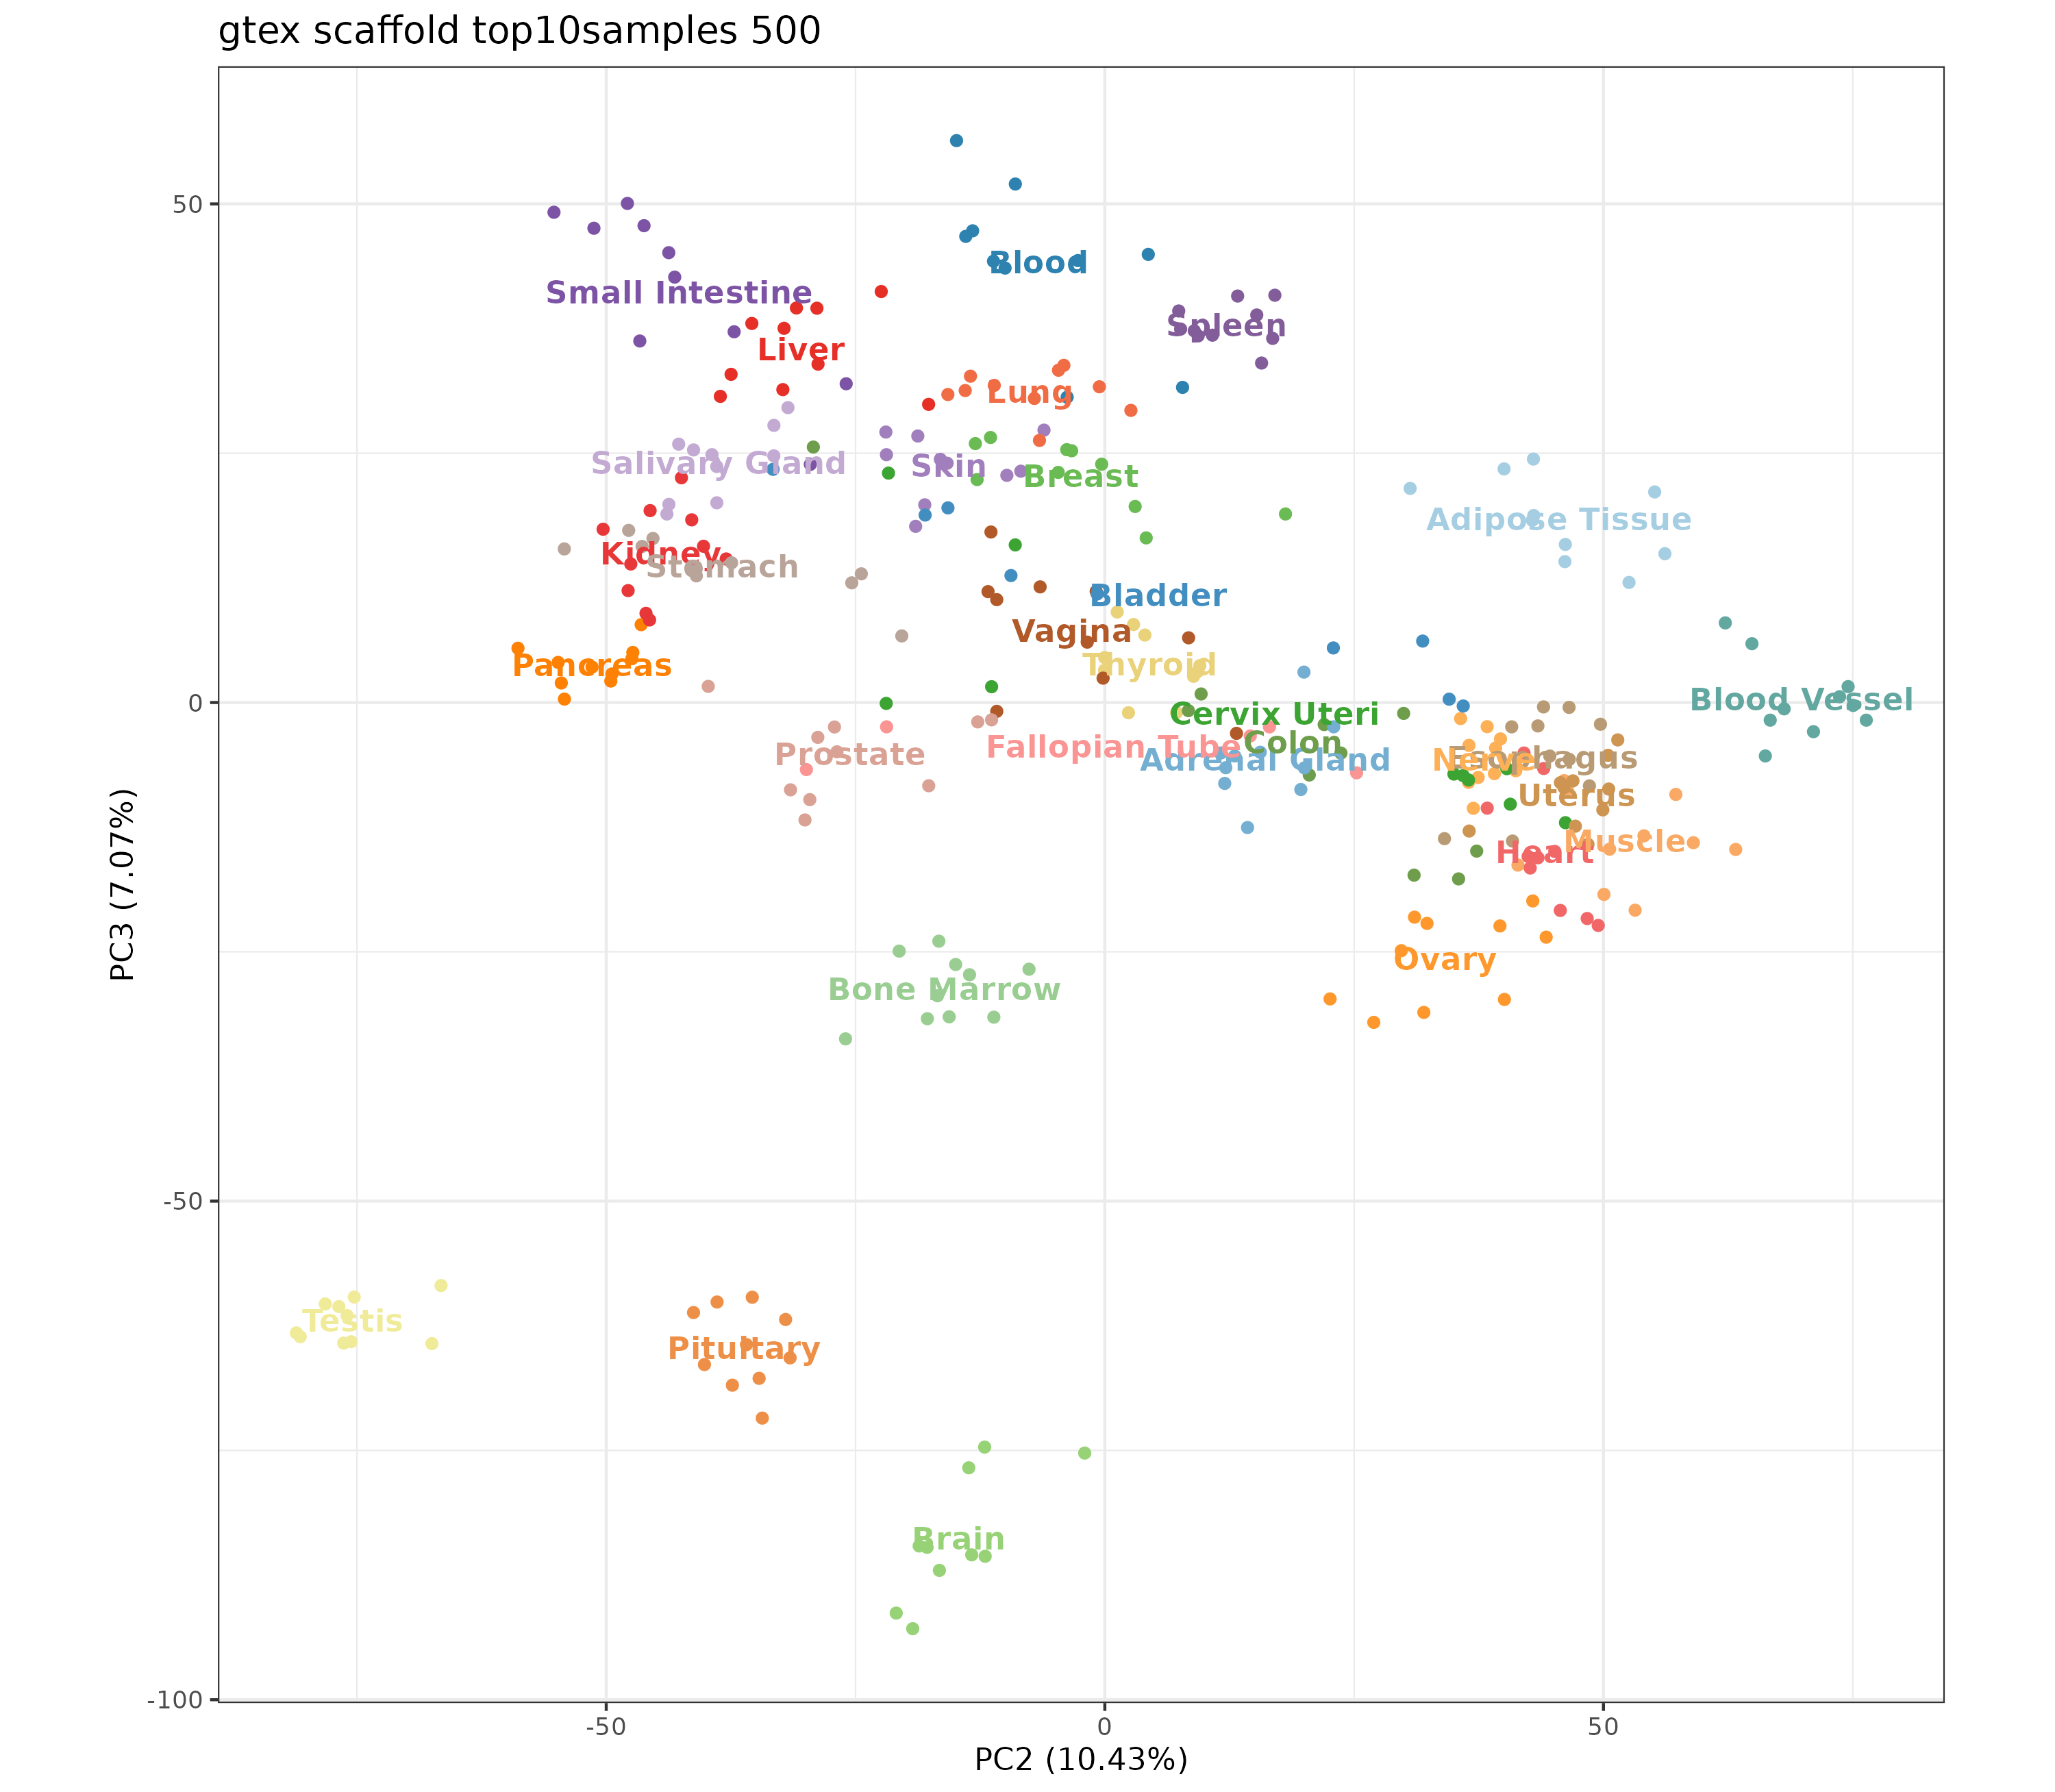 gtex scaffold top10samples 500
50
Blood
Small Intestine
Spleen
Liver
Lung
Salivary Gland
Skin
Breast
Adipose Tissue
Kidney
Stomach
Bladder
Vagina
Pancreas
Thyroid
0
Blood Vessel
Cervix Uteri
Colon
Fallopian Tube
Prostate
Adrenal Gland
Nerve
Esophagus
Uterus
Muscle
Heart
PC3 (7.07%)
Ovary
Bone Marrow
-50
Testis
Pituitary
Brain
-100
-50
0
50
PC2 (10.43%)